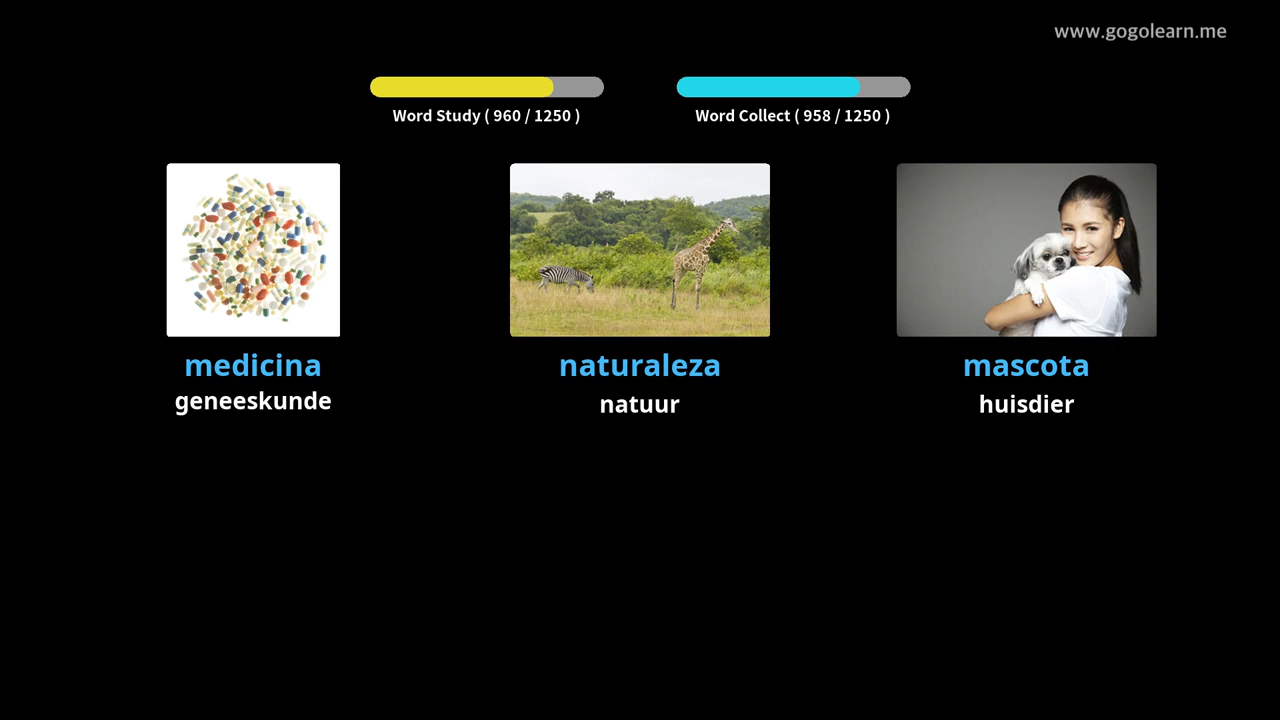 www.gogolearn.me
Word Study ( 960 / 1250 )
Word Collect ( 958 / 1250 )
medicina
geneeskunde
naturaleza
natuur
mascota
huisdier